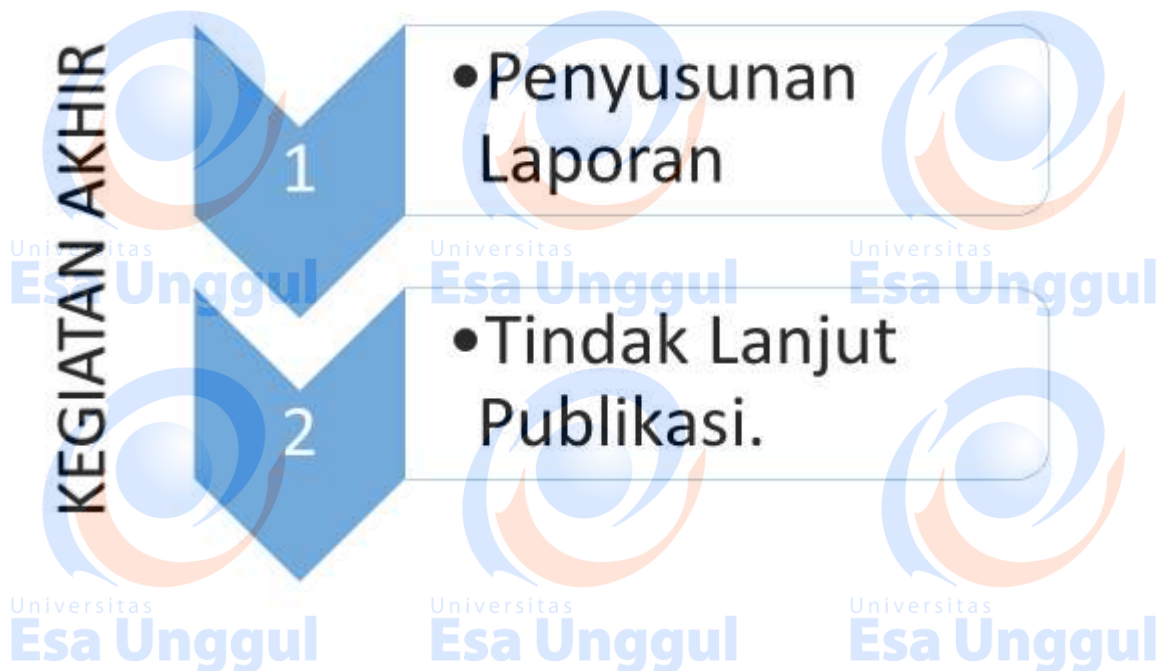 KEGIATAN AKHIR
1
•Penyusunan
Laporan
2
•Tindak Lanjut
Publikasi.
Universitas
Esa Unggul
Universitas
Esa Unggul
Universitas
Esa Unggul
Universitas
Esa Unggul
Universitas
Esa Unggul
Universitas
Esa Unggul